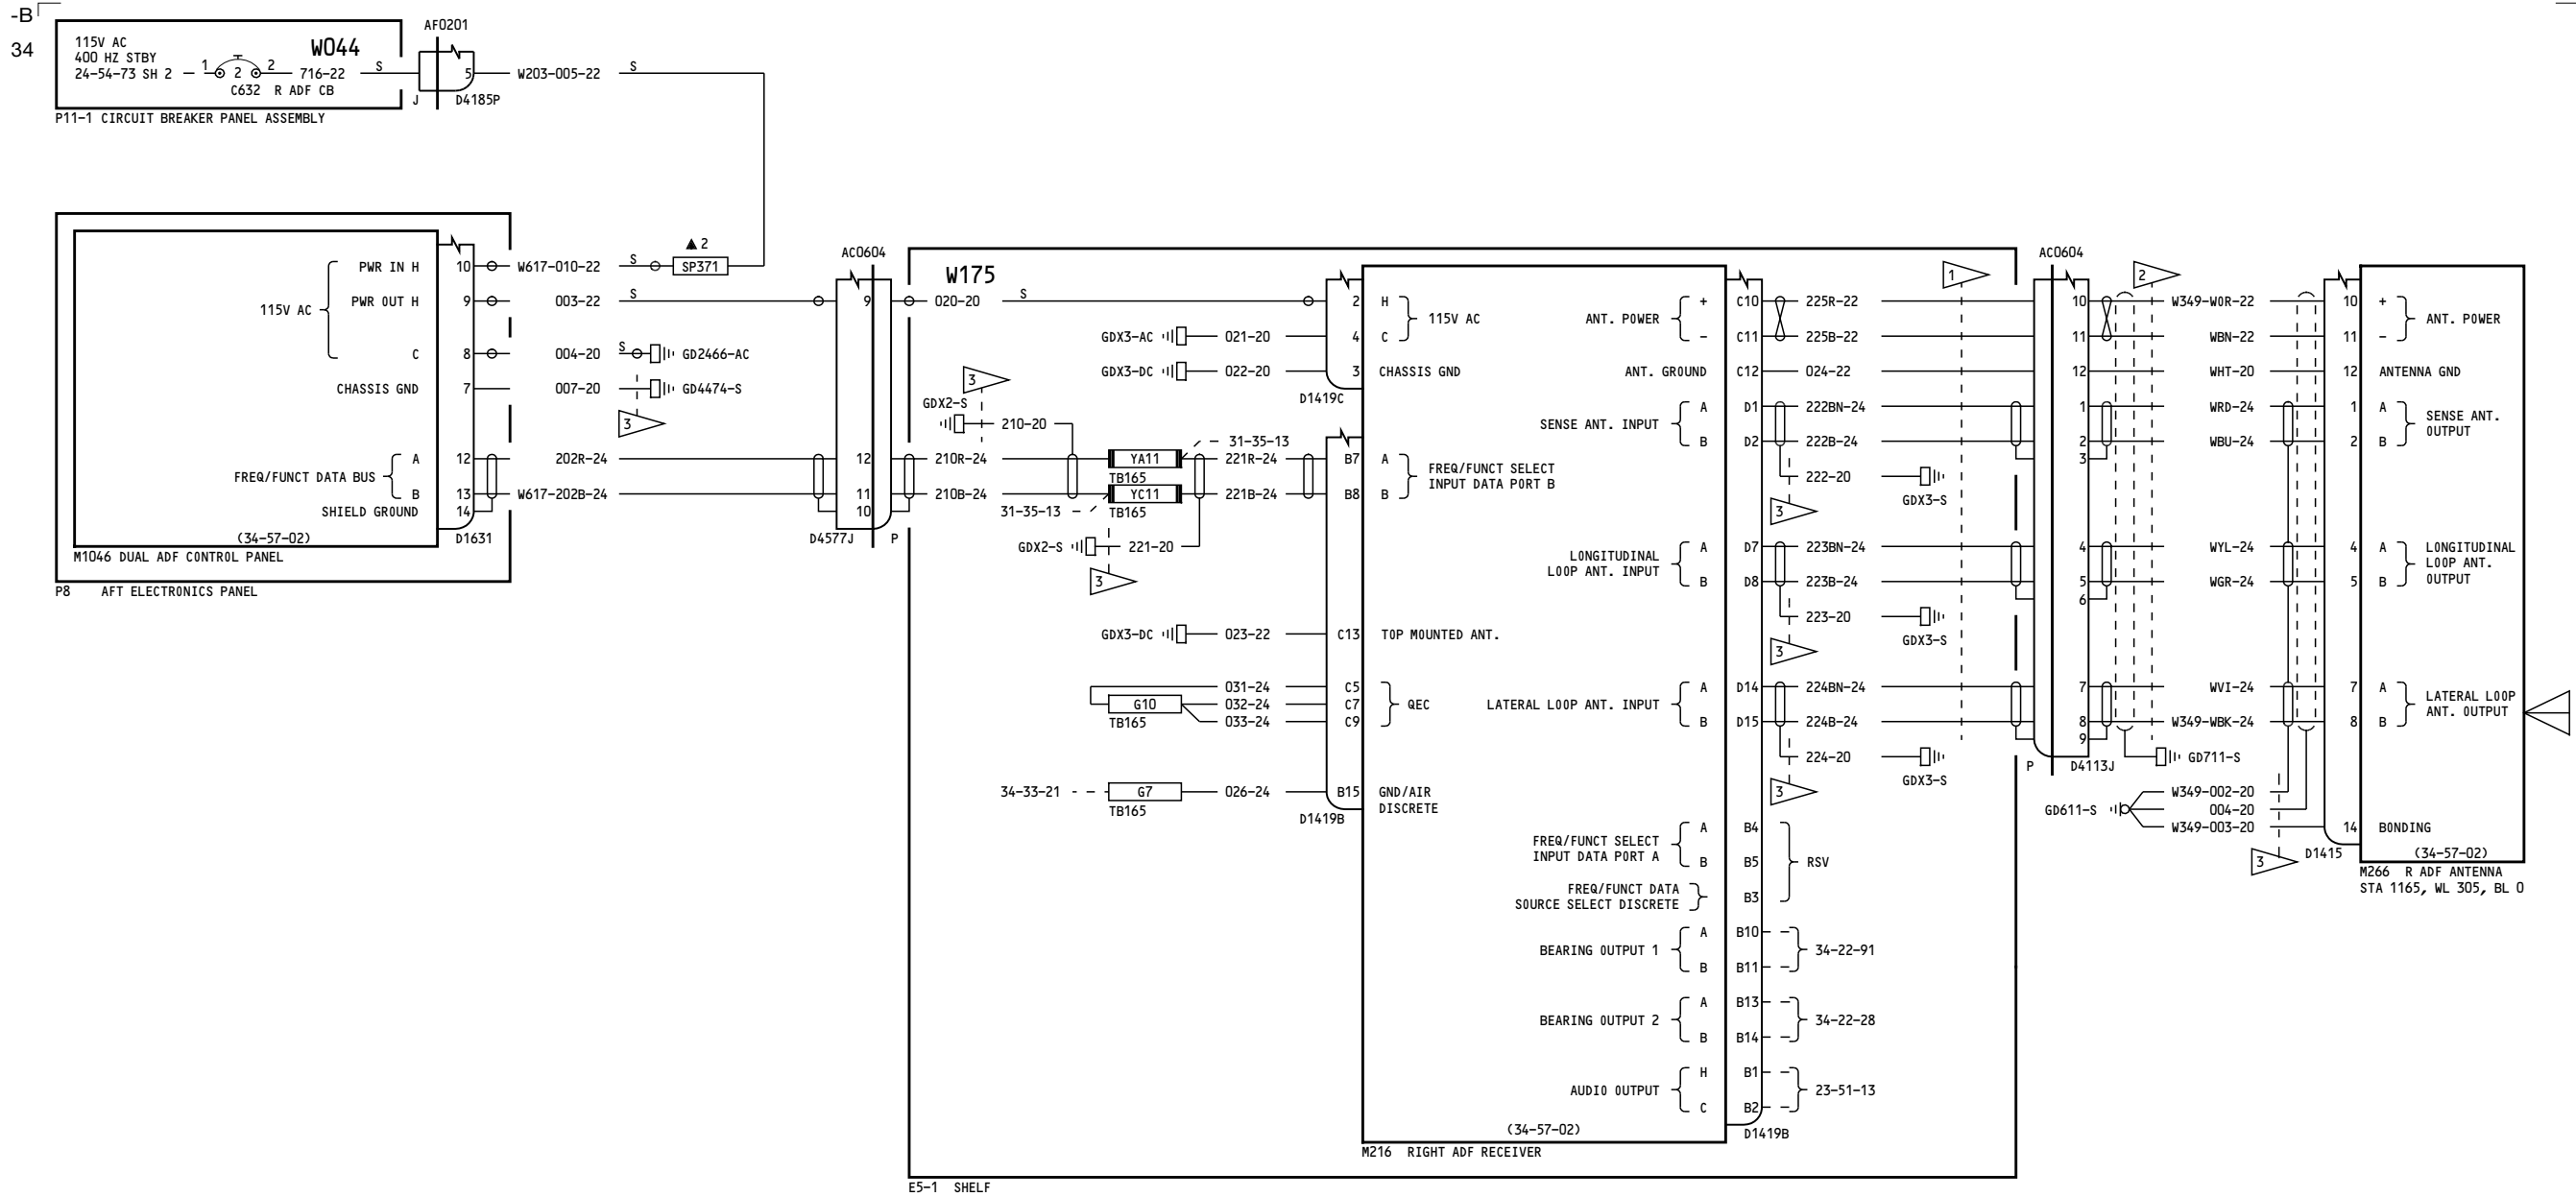 -B
34
115V AC
400 HZ STBY
24-54-73 SH 2
1
2
2
716-22
S
W044
C632 R ADF CB
P11-1 CIRCUIT BREAKER PANEL ASSEMBLY
AF0201
5
J
D4185P
W203-005-22
S
115V AC
PWR IN H
PWR OUT H
C
CHASSIS GND
FREQ/FUNCT DATA BUS
A
B
SHIELD GROUND
10
9
8
7
12
13
14
(34-57-02)
D1631
M1046 DUAL ADF CONTROL PANEL
P8 AFT ELECTRONICS PANEL
W617-010-22
S
SP371
2
003-22
S
004-20
S
GD2466-AC
007-20
GD4474-S
3
202R-24
W617-202B-24
AC0604
9
12
11
10
D4577J
P
W175
020-20
S
GDX3-AC
021-20
GDX3-DC
022-20
3
GDX2-S
210-20
31-35-13
210R-24
YA11
221R-24
TB165
210B-24
YC11
221B-24
31-35-13
TB165
GDX2-S
221-20
3
GDX3-DC
023-22
031-24
G10
032-24
TB165
033-24
34-33-21
G7
026-24
TB165
2
H
4
C
115V AC
3
CHASSIS GND
D1419C
B7
A
B8
B
FREQ/FUNCT SELECT
INPUT DATA PORT B
C13
TOP MOUNTED ANT.
C5
C7
C9
QEC
B15
GND/AIR
DISCRETE
D1419B
ANT. POWER
+
-
C10
C11
ANT. GROUND
C12
SENSE ANT. INPUT
A
B
D1
D2
LONGITUDINAL
LOOP ANT. INPUT
A
B
D7
D8
LATERAL LOOP ANT. INPUT
A
B
D14
D15
FREQ/FUNCT SELECT
INPUT DATA PORT A
A
B
B4
B5
RSV
FREQ/FUNCT DATA
SOURCE SELECT DISCRETE
B3
BEARING OUTPUT 1
A
B
B10
B11
34-22-91
BEARING OUTPUT 2
A
B
B13
B14
34-22-28
AUDIO OUTPUT
H
C
B1
B2
23-51-13
(34-57-02)
D1419B
M216 RIGHT ADF RECEIVER
E5-1 SHELF
225R-22
225B-22
024-22
222BN-24
222B-24
222-20
GDX3-S
3
223BN-24
223B-24
223-20
GDX3-S
3
224BN-24
224B-24
224-20
GDX3-S
3
1
AC0604
10
11
12
1
2
3
4
5
6
7
8
9
P
D4113J
2
W349-WOR-22
WBN-22
WHT-20
WRD-24
WBU-24
WYL-24
WGR-24
WVI-24
W349-WBK-24
GD711-S
GD611-S
W349-002-20
004-20
W349-003-20
3
D1415
10
+
11
-
ANT. POWER
12
ANTENNA GND
1
A
2
B
SENSE ANT.
OUTPUT
4
A
5
B
LONGITUDINAL
LOOP ANT.
OUTPUT
7
A
8
B
LATERAL LOOP
ANT. OUTPUT
14
BONDING
(34-57-02)
M266 R ADF ANTENNA
STA 1165, WL 305, BL 0